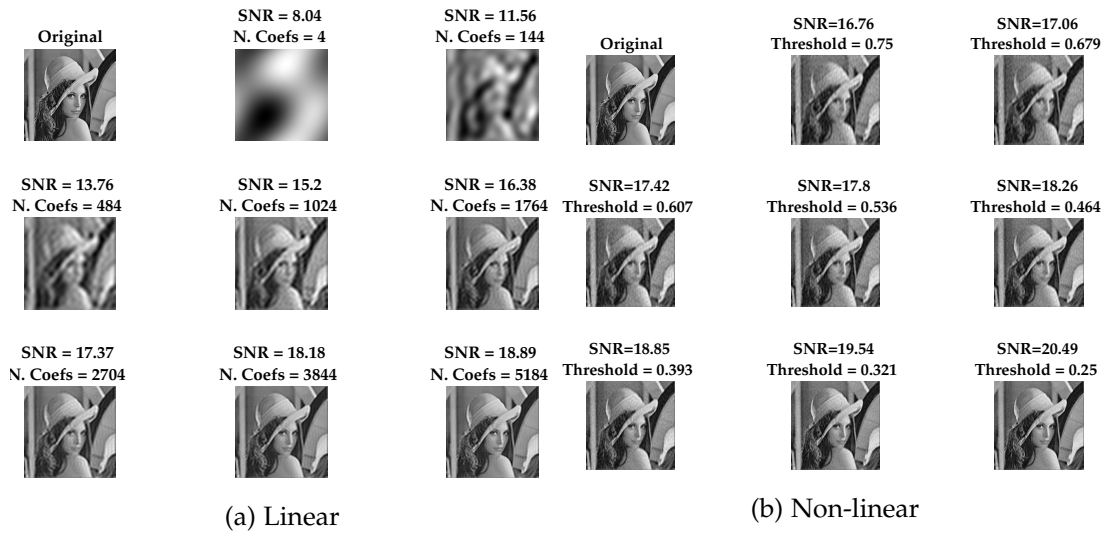 Original
SNR = 8.04
N. Coefs = 4
SNR = 11.56
N. Coefs = 144
SNR = 13.76
N. Coefs = 484
SNR = 15.2
N. Coefs = 1024
SNR = 16.38
N. Coefs = 1764
SNR = 17.37
N. Coefs = 2704
SNR = 18.18
N. Coefs = 3844
SNR = 18.89
N. Coefs = 5184
(a) Linear
Original
SNR=16.76
Threshold = 0.75
SNR=17.06
Threshold = 0.679
SNR=17.42
Threshold = 0.607
SNR=17.8
Threshold = 0.536
SNR=18.26
Threshold = 0.464
SNR=18.85
Threshold = 0.393
SNR=19.54
Threshold = 0.321
SNR=20.49
Threshold = 0.25
(b) Non-linear